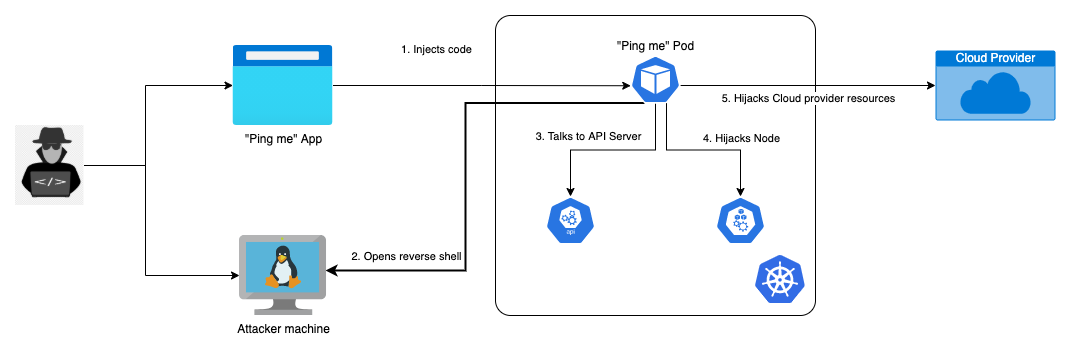 "Ping me" Pod
1. Injects code
Cloud Provider
5. Hijacks Cloud provider resources
"Ping me" App
3. Talks to API Server
4. Hijacks Node
</>
api
2. Opens reverse shell
Attacker machine